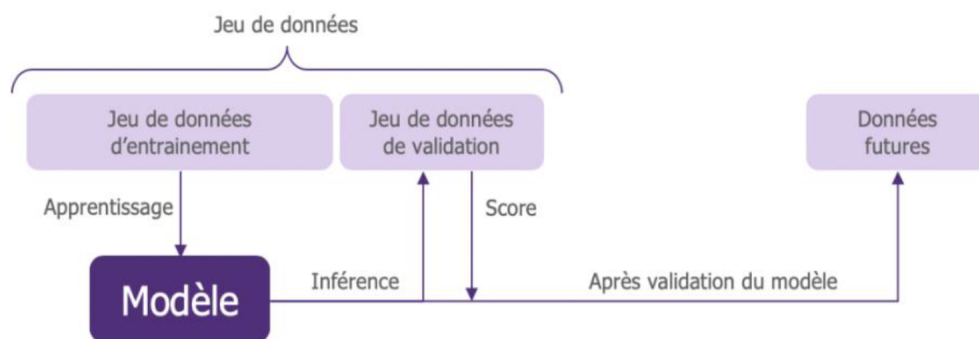 Jeu de données
Jeu de données
d'entrainement
Jeu de données
de validation
Données
futures
Apprentissage
Score
Modèle
Inférence
Après validation du modèle